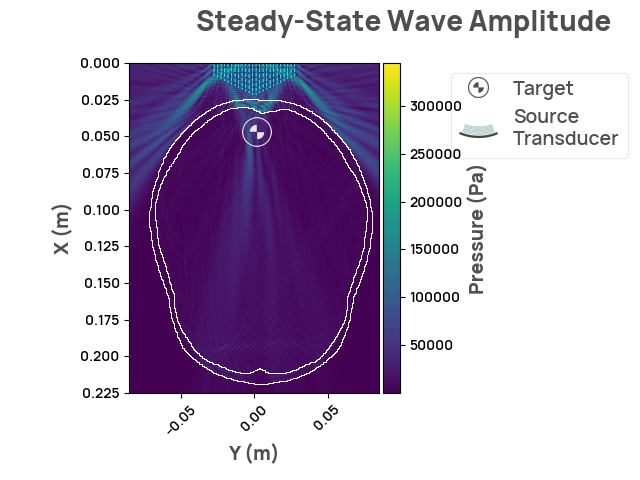 Steady-State Wave Amplitude
Target
Source
Transducer
0.000
0.025
0.050
0.075
0.100
0.125
0.150
0.175
0.200
0.225
X (m)
-0.05
0.00
0.05
Y (m)
300000
250000
200000
150000
100000
50000
Pressure (Pa)